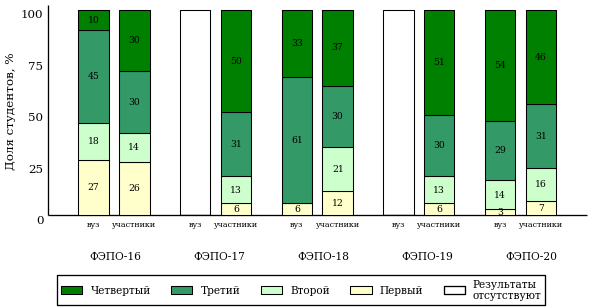 Доля студентов, %
100
75
50
25
0
10 30 50 33 37 51 54 46
45 30 31 61 30 30 29 31
18 14 13 21 13 14 16
27 26 6 6 12 6 3 7
вуз участники вуз участники вуз участники вуз участники вуз участники
ФЭПО-16 ФЭПО-17 ФЭПО-18 ФЭПО-19 ФЭПО-20
Четвертый Третий Второй Первый Результаты
отсутствуют